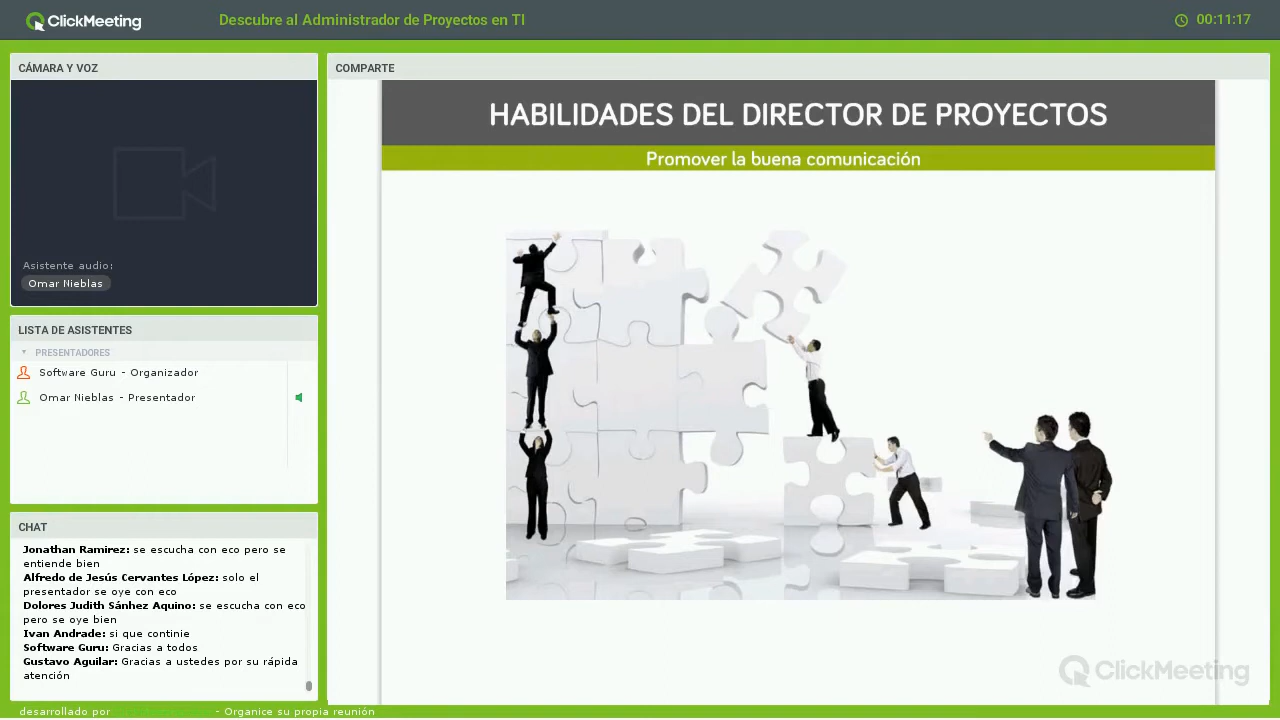 ClickMeeting
Descubre al Administrador de Proyectos en TI
00:11:17
CÁMARA Y VOZ
Asistente audio:
Omar Nieblas
LISTA DE ASISTENTES
PRESENTADORES
Software Guru - Organizador
Omar Nieblas - Presentador
CHAT
Jonathan Ramirez: se escucha con eco pero se
entiende bien
Alfredo de Jesús Cervantes López: solo el
presentador se oye con eco
Dolores Judith Sánhez Aquino: se escucha con eco
pero se oye bien
Ivan Andrade: si que continie
Software Guru: Gracias a todos
Gustavo Aguilar: Gracias a ustedes por su rápida
atención
desarrollado por
- Organice su propia reunión
COMPARTE
HABILIDADES DEL DIRECTOR DE PROYECTOS
Promover la buena comunicación
ClickMeeting